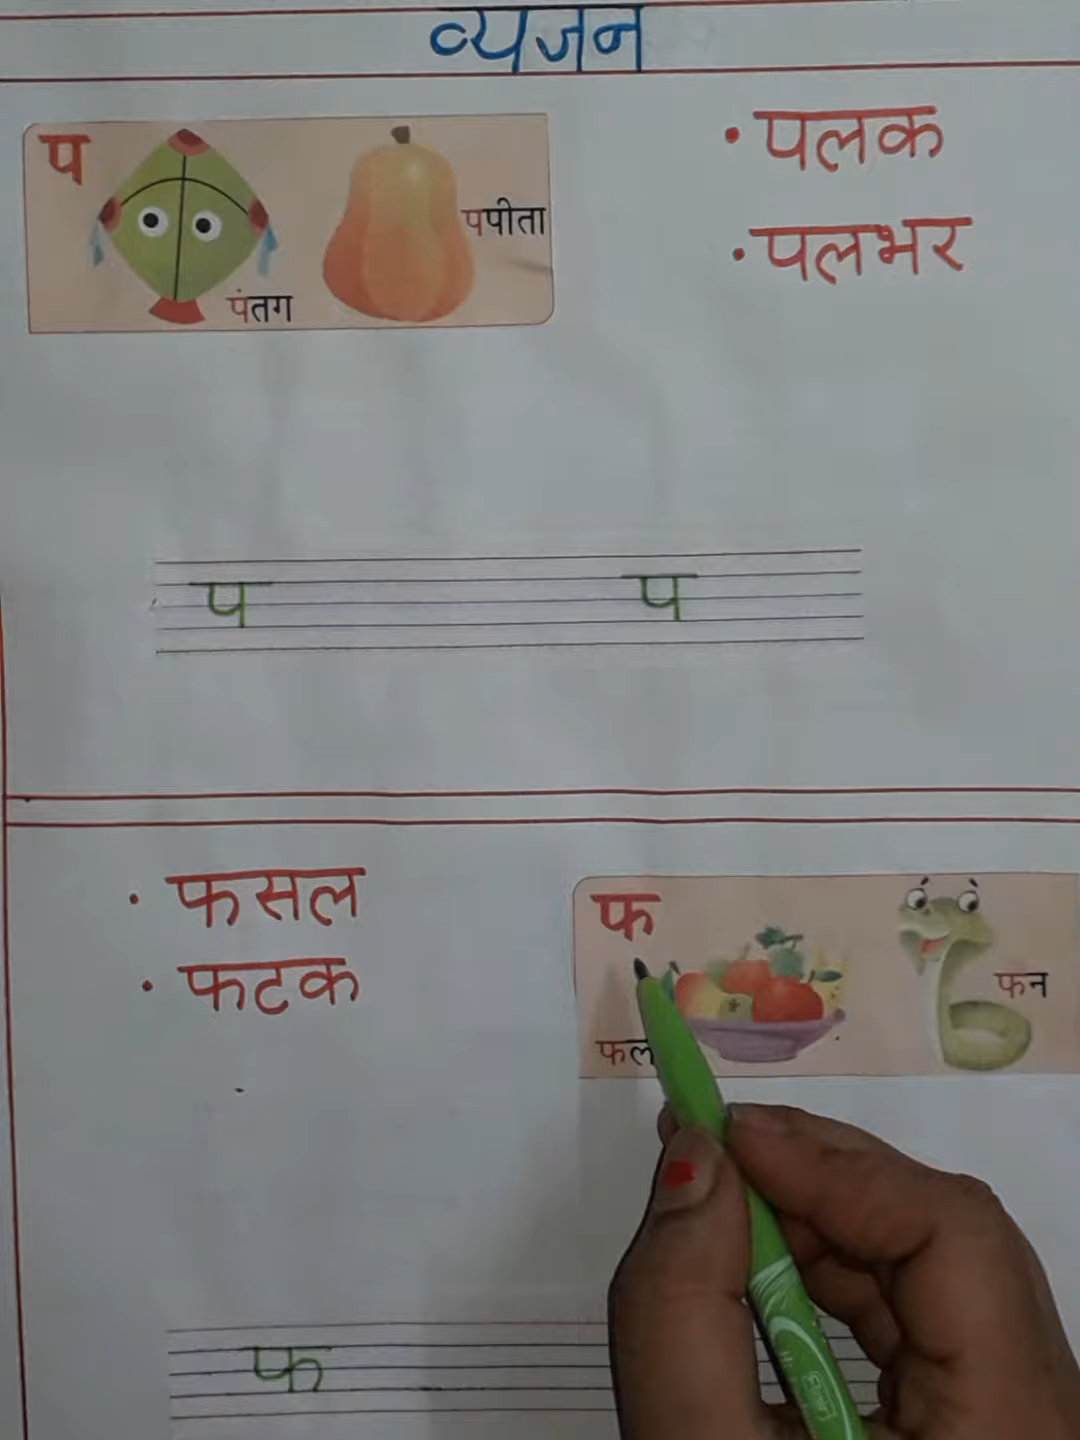 व्यजन
प
पपीता
पंतग
• पलक
• पलभर
प प
• फसल
• फटक
फ
फन
फल
फ